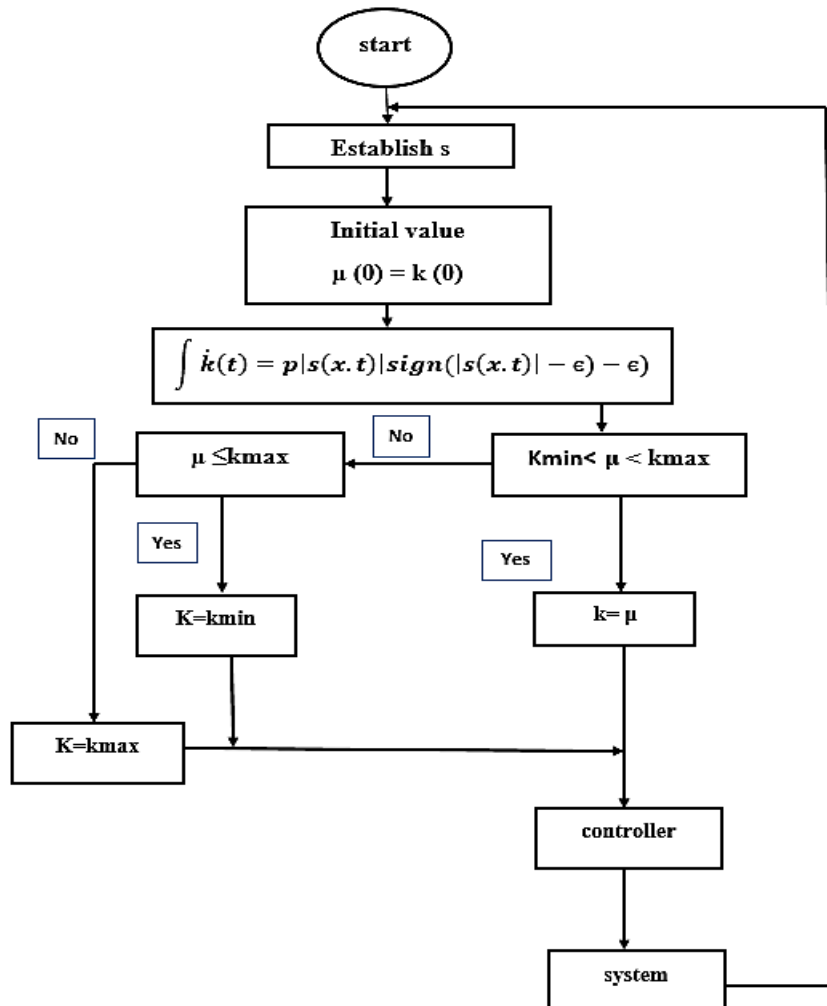 start
Establish s
Initial value
μ (0) = k (0)
∫ k̇(t) = p|s(x.t)|sign(|s(x.t)| − ϵ) − ϵ)
No
μ ≤kmax
No
Kmin< μ < kmax
Yes
Yes
K=kmin
k= μ
K=kmax
controller
system